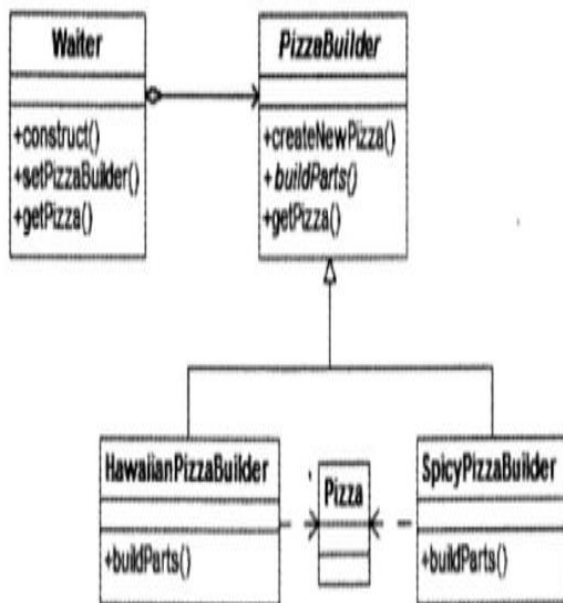 Waiter
+construct()
+setPizzaBuilder()
+getPizza()
PizzaBuilder
+createNewPizza()
+buildParts()
+getPizza()
HawaiianPizzaBuilder
+buildParts()
Pizza
SpicyPizzaBuilder
+buildParts()